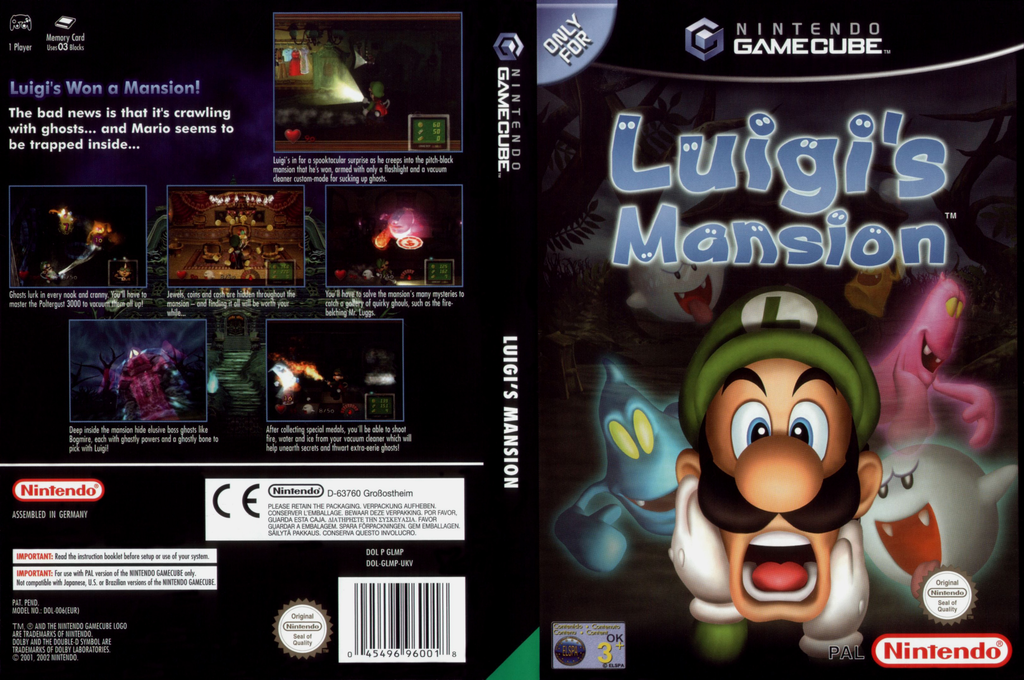 1 Player
Memory Card
Uses 03 Blocks
Luigi's Won a Mansion!
The bad news is that it's crawling
with ghosts... and Mario seems to
be trapped inside...
Luigi's in for a spooktacular surprise as he creeps into the pitch-black
mansion that he's won, armed only with a flashlight and a vacuum
cleaner custom-made for sucking up ghosts.
Ghosts lurk in every nook and cranny. You'll have to
master the Poltergust 3000 to vacuum them all up!
Jewels, coins and cash are hidden throughout the
mansion – and finding it all will be worth your
while...
You'll have to solve the mansion's many mysteries to
catch a gallery of quirky ghosts, such as the fire-
belching Mr. Luggs.
Deep inside the mansion hide elusive boss ghosts like
Bogmire, each with ghostly powers and a ghostly bone to
pick with Luigi!
After collecting special medals, you'll be able to shoot
fire, water and ice from your vacuum cleaner which will
help unearth secrets and thwart extra-eerie ghosts!
Nintendo®
ASSEMBLED IN GERMANY
CE
Nintendo D-63760 Großostheim
PLEASE RETAIN THE PACKAGING. VERPACKUNG AUFHEBEN.
CONSERVER L'EMBALLAGE. BEWAAR DEZE VERPAKKING. POR FAVOR,
GUARDA ESTA CAJA. ΔΙΑΤΗΡΗΣΤΕ ΤΗΝ ΣΥΣΚΕΥΑΣΙΑ. FAVOR
GUARDAR A EMBALAGEM. SPARA FÖRPACKNINGEN. GEM EMBALLAGEN.
SÄILYTÄ PAKKAUS. CONSERVA QUESTO INVOLUCRO.
IMPORTANT: Read the instruction booklet before setup or use of your system.
IMPORTANT: For use with PAL version of the NINTENDO GAMECUBE only.
Not compatible with Japanese, U.S. or Brazilian versions of the NINTENDO GAMECUBE.
DOL P GLMP
DOL-GLMP-UKV
PAT. PEND.
MODEL NO.: DOL-006(EUR)
TM, ® AND THE NINTENDO GAMECUBE LOGO
ARE TRADEMARKS OF NINTENDO.
DOLBY AND THE DOUBLE-D SYMBOL ARE
TRADEMARKS OF DOLBY LABORATORIES.
© 2001, 2002 NINTENDO.
Original
Nintendo
Seal of
Quality
0 45496 96001 8
NINTENDO
GAMECUBE™
LUIGI'S MANSION
ONLY
FOR
NINTENDO
GAMECUBE™
Luigi's
Mansion™
L
Original
Nintendo
Seal of
Quality
ELSPA
OK
3+
© ELSPA
PAL
Nintendo®